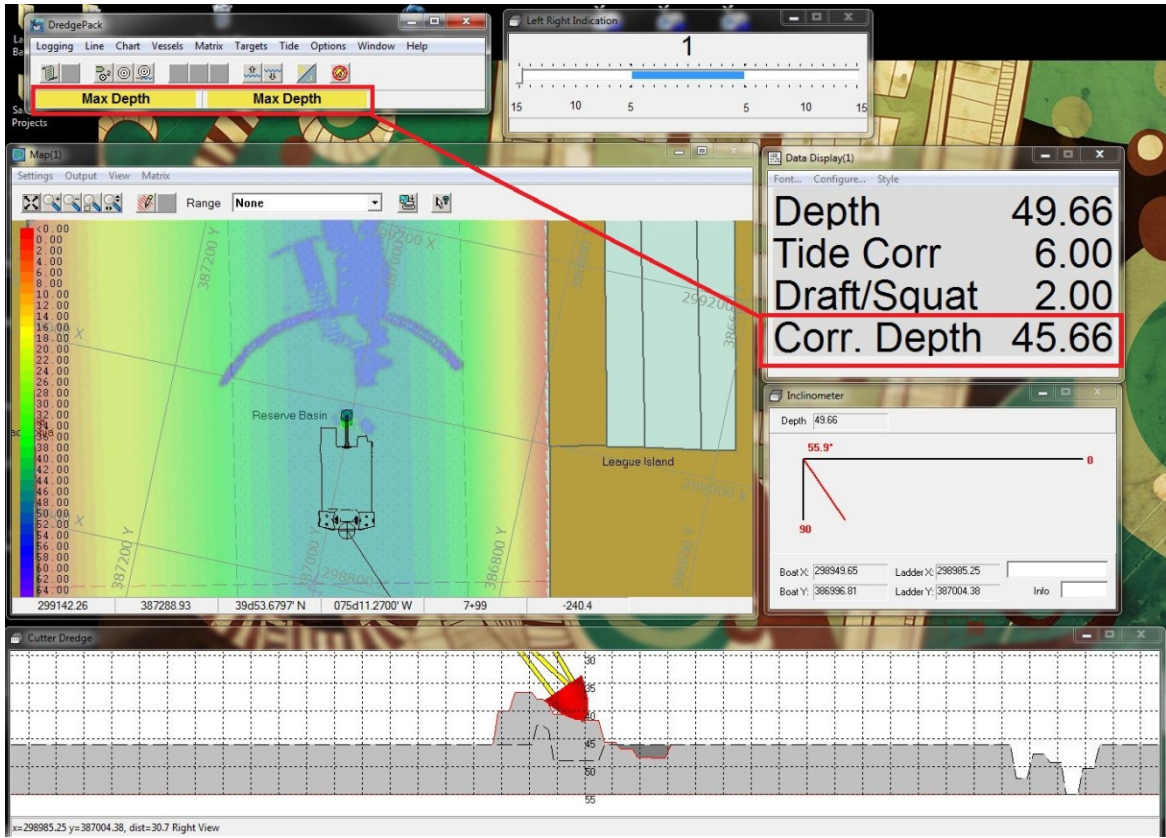 DredgePack
Logging Line Chart Vessels Matrix Targets Tide Options Window Help
Max Depth Max Depth
Projects
Left Right Indication
1
15 10 5 5 10 15
Map(1)
Settings Output View Matrix
Range None
<0.00
0.00
2.00
4.00
6.00
8.00
10.00
12.00
14.00
16.00
18.00
20.00
22.00
24.00
26.00
28.00
30.00
32.00
34.00
36.00
38.00
40.00
42.00
44.00
46.00
48.00
50.00
52.00
54.00
56.00
58.00
60.00
62.00
64.00
387200 Y
387000 Y
299200 X
Reserve Basin
League Island
299000 X
387200 Y
387000 Y
298800 X
386800 Y
299142.26 387288.93 39d53.6797' N 075d11.2700' W 7+99 -240.4
Data Display(1)
Font... Configure... Style
Depth 49.66
Tide Corr 6.00
Draft/Squat 2.00
Corr. Depth 45.66
Inclinometer
Depth 49.66
55.9°
0
90
Boat X: 298949.65 Ladder X: 298985.25
Boat Y: 386996.81 Ladder Y: 387004.38 Info
Cutter Dredge
30
35
40
45
50
55
x=298985.25 y=387004.38, dist=30.7 Right View